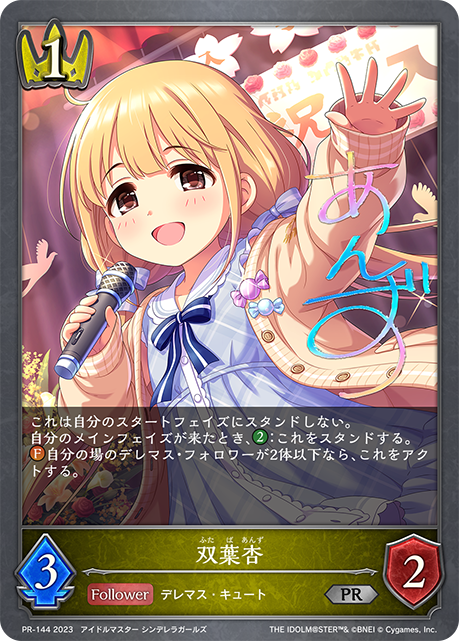 1
祝
入
あんず
これは自分のスタートフェイズにスタンドしない。
自分のメインフェイズが来たとき、2:これをスタンドする。
F 自分の場のデレマス・フォロワーが2体以下なら、これをアク
トする。
ふたばあんず
双葉杏
3
Follower デレマス・キュート
PR
2
PR-144 2023 アイドルマスター シンデレラガールズ
THE IDOLM@STER™& ©BNEI © Cygames, Inc.